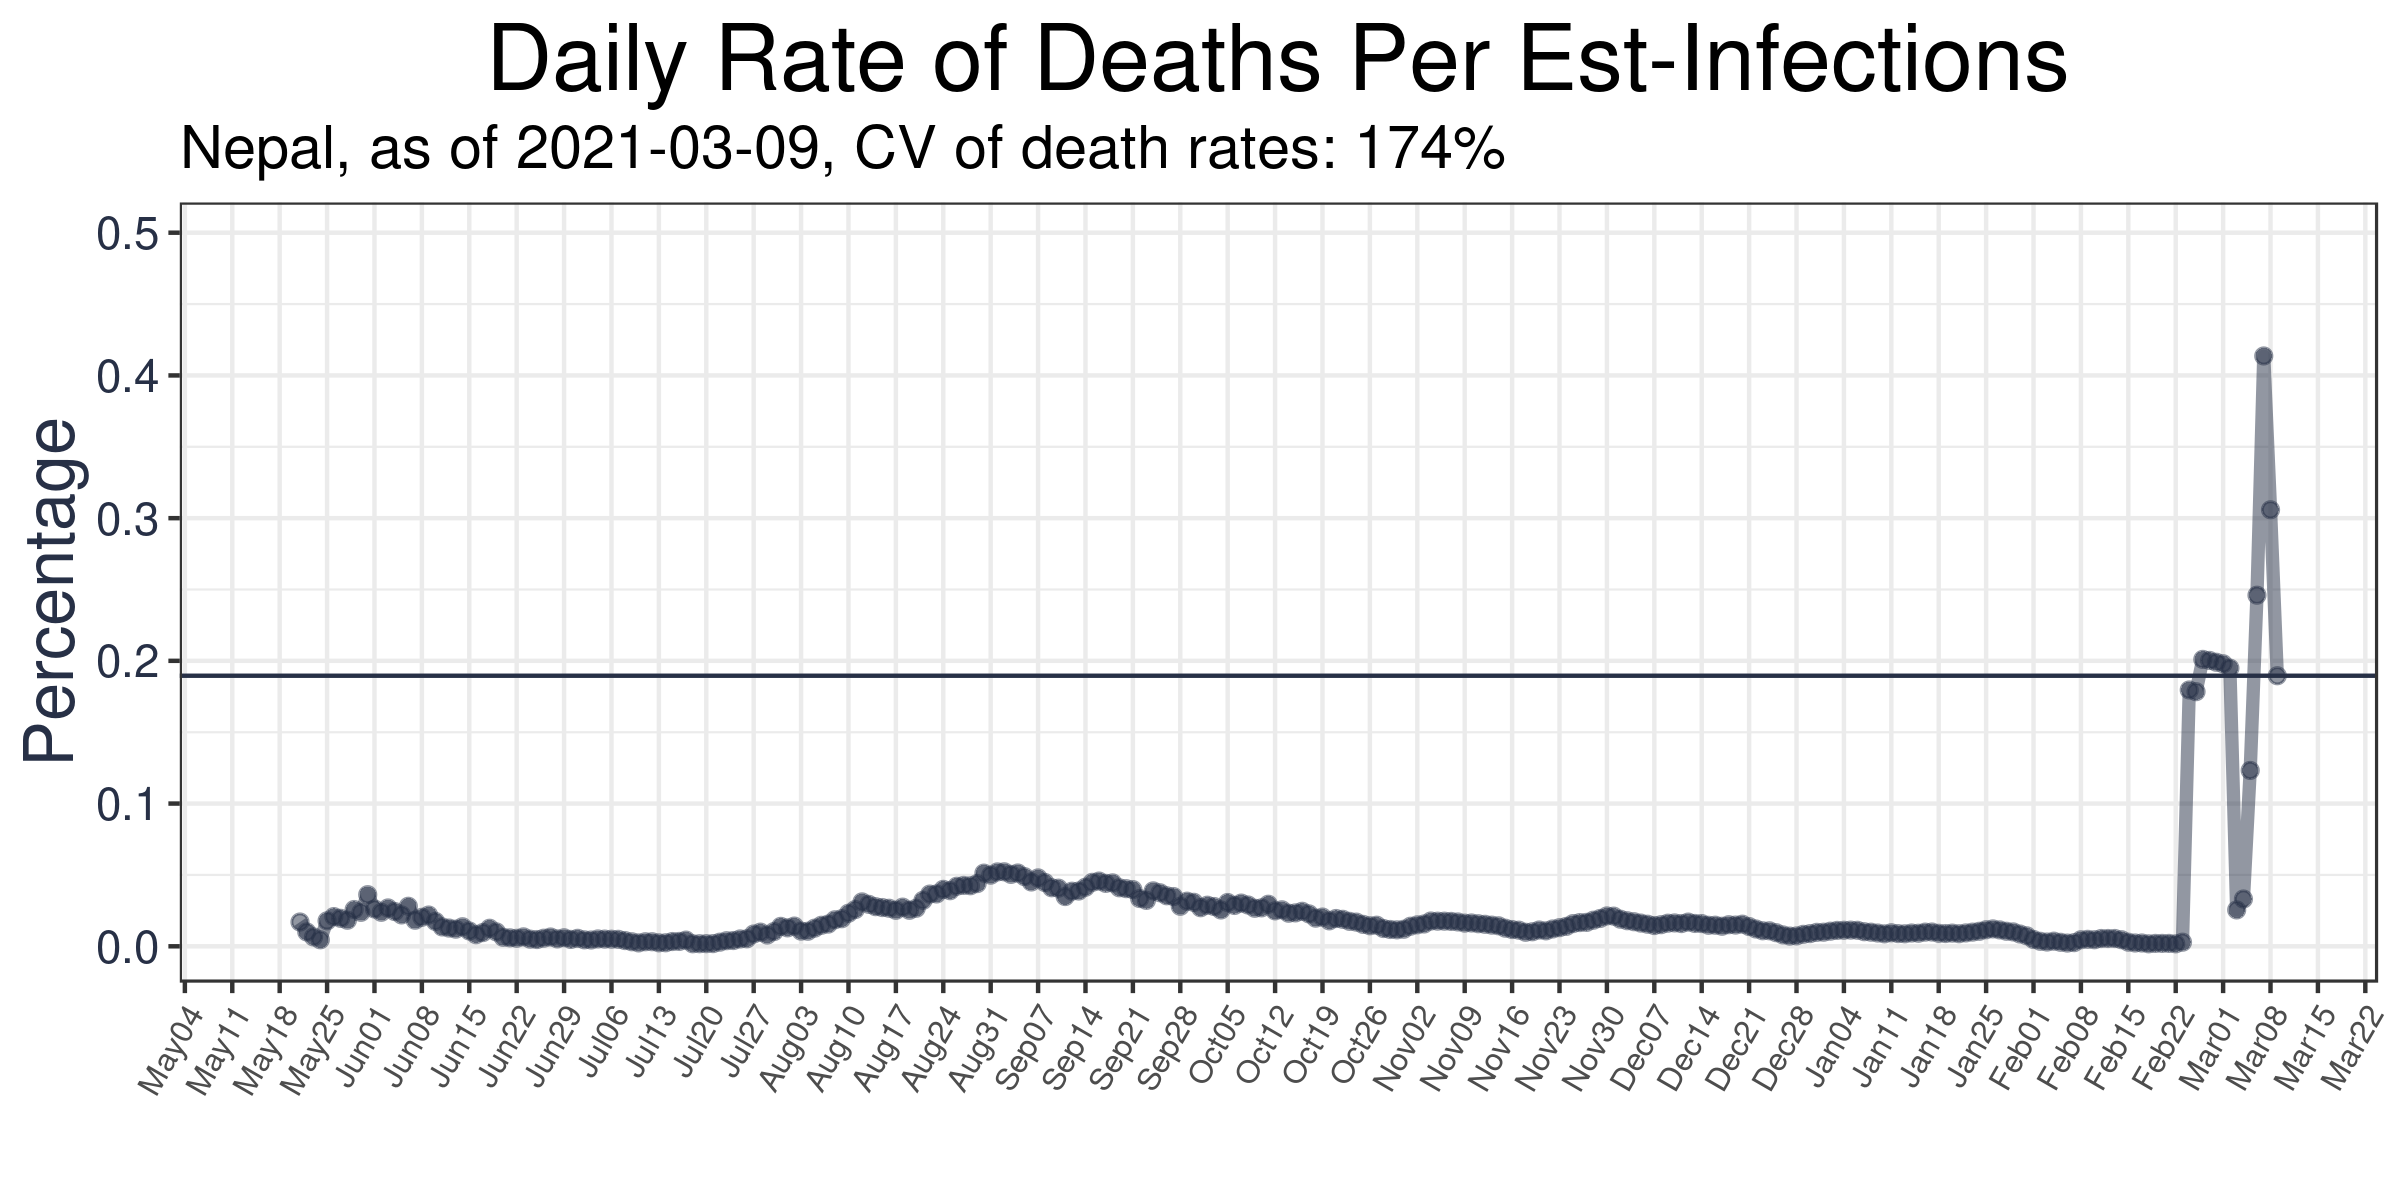 Daily Rate of Deaths Per Est-Infections
Nepal, as of 2021-03-09, CV of death rates: 174%
Percentage
0.5
0.4
0.3
0.2
0.1
0.0
May04
May11
May18
May25
Jun01
Jun08
Jun15
Jun22
Jun29
Jul06
Jul13
Jul20
Jul27
Aug03
Aug10
Aug17
Aug24
Aug31
Sep07
Sep14
Sep21
Sep28
Oct05
Oct12
Oct19
Oct26
Nov02
Nov09
Nov16
Nov23
Nov30
Dec07
Dec14
Dec21
Dec28
Jan04
Jan11
Jan18
Jan25
Feb01
Feb08
Feb15
Feb22
Mar01
Mar08
Mar15
Mar22